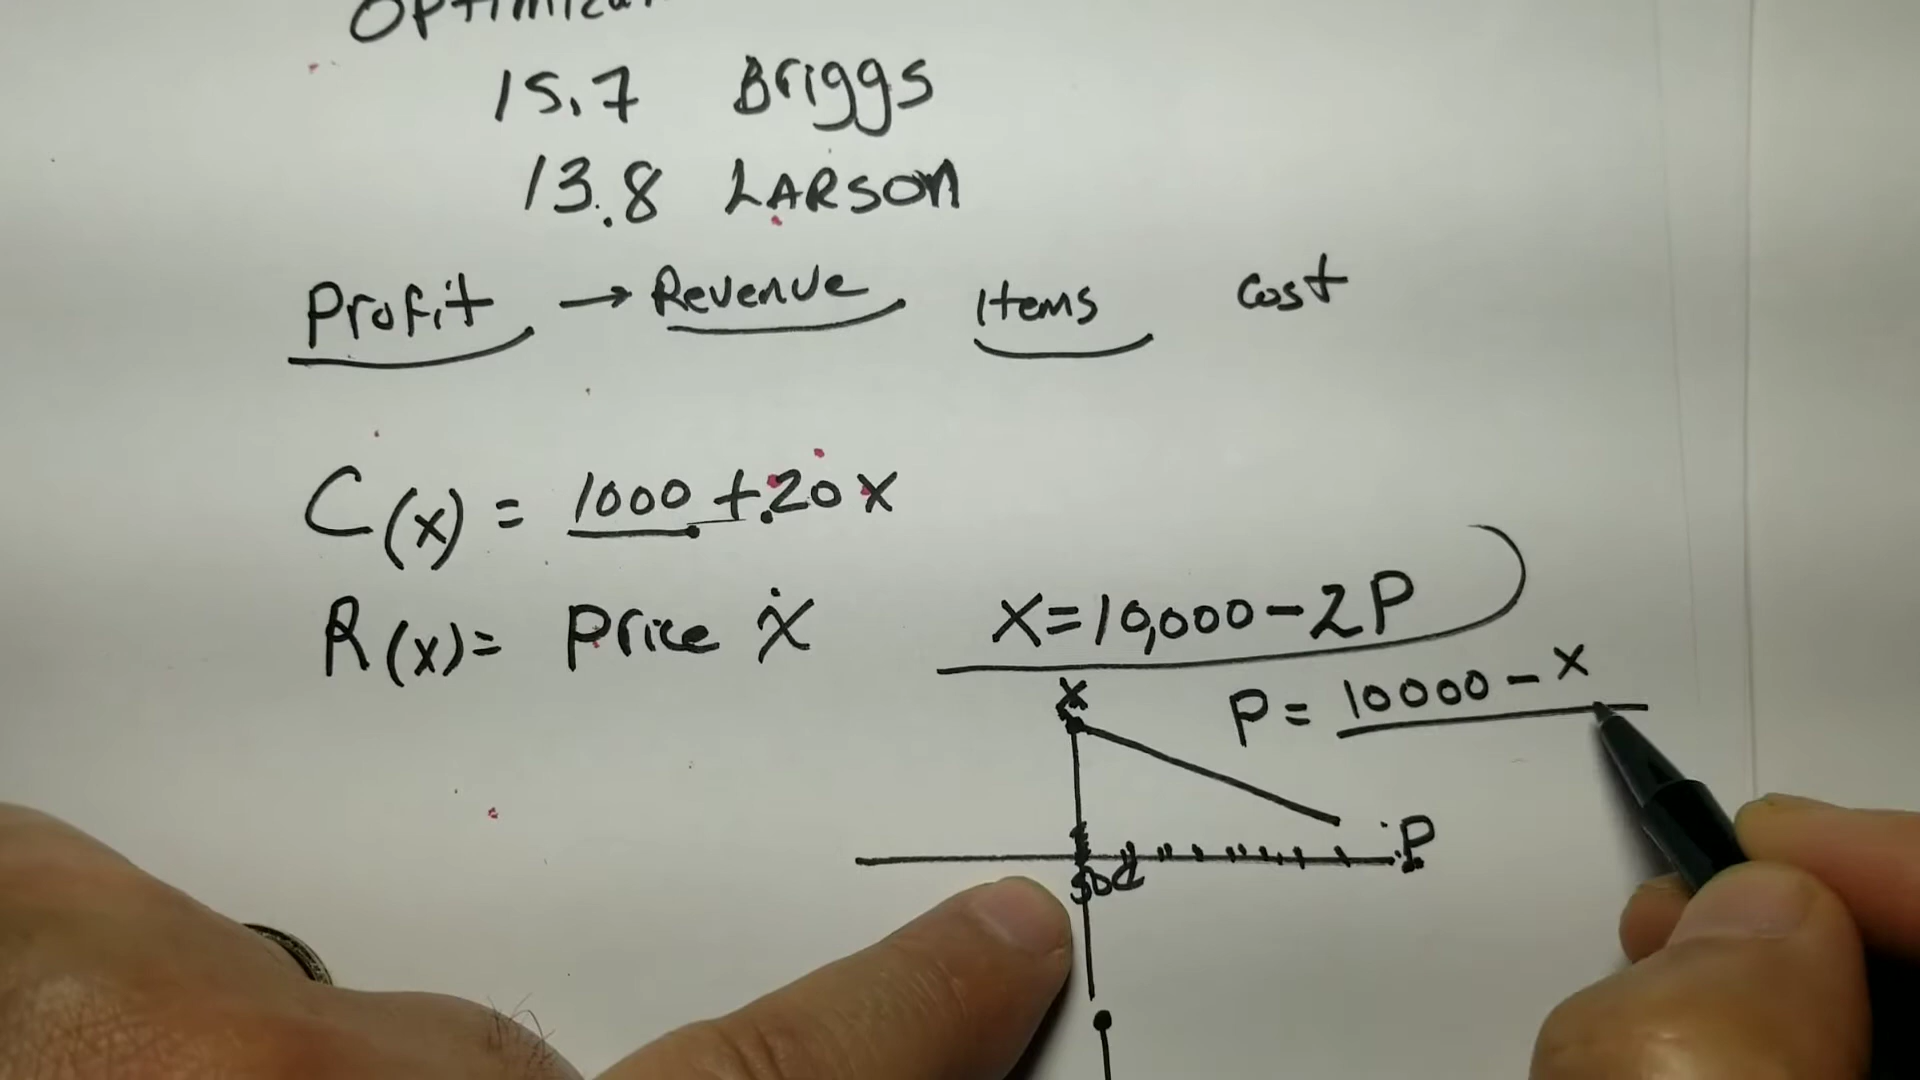 15.7 Briggs
13.8 LARSON
Profit → Revenue Items Cost
C(x) = 1000 + .20x
R(x) = Price · X
X = 10,000 - 2P
X
P = 10000 - x
P